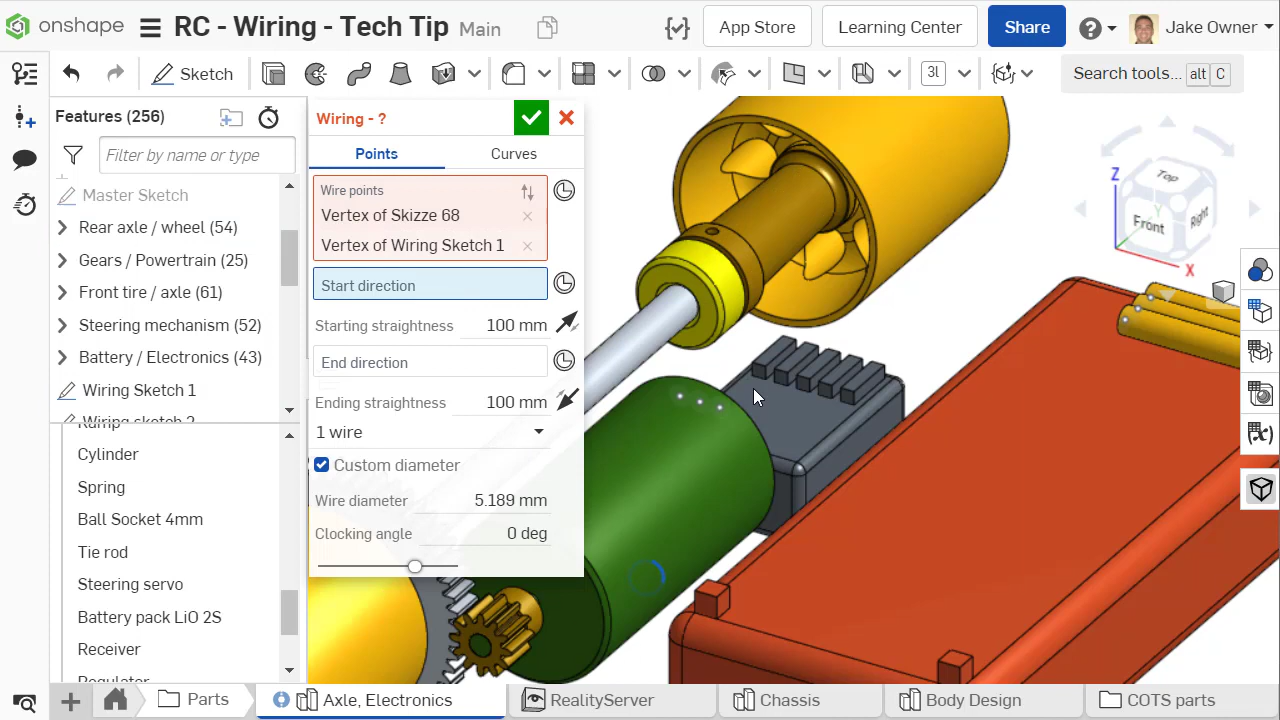 onshape
RC - Wiring - Tech Tip
Main
App Store
Learning Center
Share
Jake Owner
Sketch
3l
Search tools...
alt
C
Features (256)
Filter by name or type
Master Sketch
Rear axle / wheel (54)
Gears / Powertrain (25)
Front tire / axle (61)
Steering mechanism (52)
Battery / Electronics (43)
Wiring Sketch 1
Wiring sketch 2
Cylinder
Spring
Ball Socket 4mm
Tie rod
Steering servo
Battery pack LiO 2S
Receiver
Regulator
Wiring - ?
Points
Curves
Wire points
Vertex of Skizze 68
Vertex of Wiring Sketch 1
Start direction
Starting straightness 100 mm
End direction
Ending straightness 100 mm
1 wire
Custom diameter
Wire diameter 5.189 mm
Clocking angle 0 deg
Z
Top
Front
Right
Y
X
Parts
Axle, Electronics
RealityServer
Chassis
Body Design
COTS parts